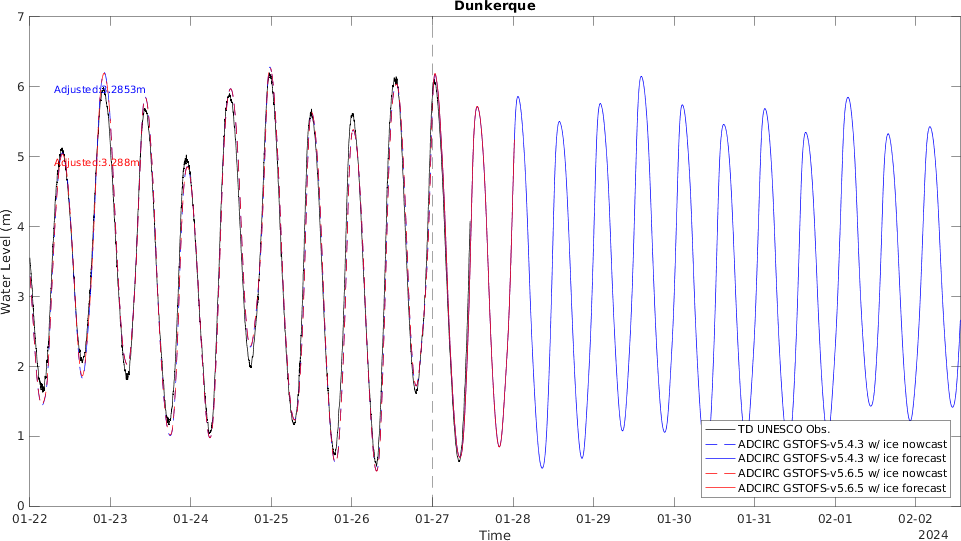 Dunkerque
7
6
5
4
3
2
1
0
Water Level (m)
Adjusted:3.2853m
Adjusted:3.288m
TD UNESCO Obs.
ADCIRC GSTOFS-v5.4.3 w/ ice nowcast
ADCIRC GSTOFS-v5.4.3 w/ ice forecast
ADCIRC GSTOFS-v5.6.5 w/ ice nowcast
ADCIRC GSTOFS-v5.6.5 w/ ice forecast
01-22 01-23 01-24 01-25 01-26 01-27 01-28 01-29 01-30 01-31 02-01 02-02
Time
2024